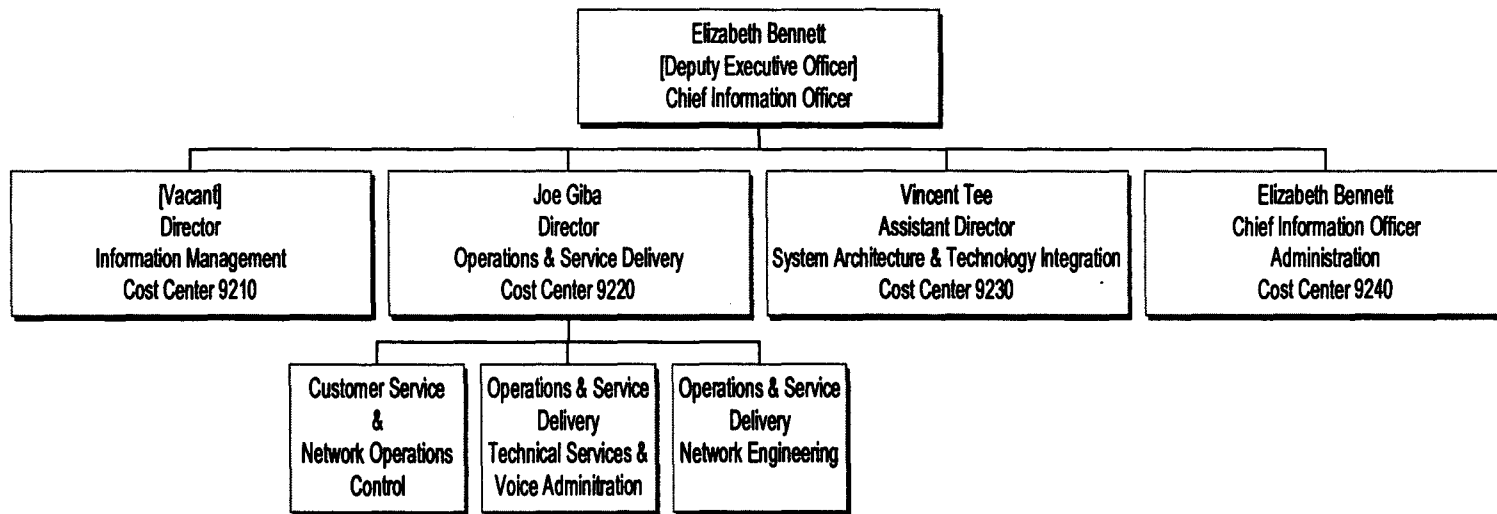 Elizabeth Bennett
[Deputy Executive Officer]
Chief Information Officer
[Vacant]
Director
Information Management
Cost Center 9210
Joe Giba
Director
Operations & Service Delivery
Cost Center 9220
Vincent Tee
Assistant Director
System Architecture & Technology Integration
Cost Center 9230
Elizabeth Bennett
Chief Information Officer
Administration
Cost Center 9240
Customer Service
&
Network Operations
Control
Operations & Service
Delivery
Technical Services &
Voice Adminitration
Operations & Service
Delivery
Network Engineering